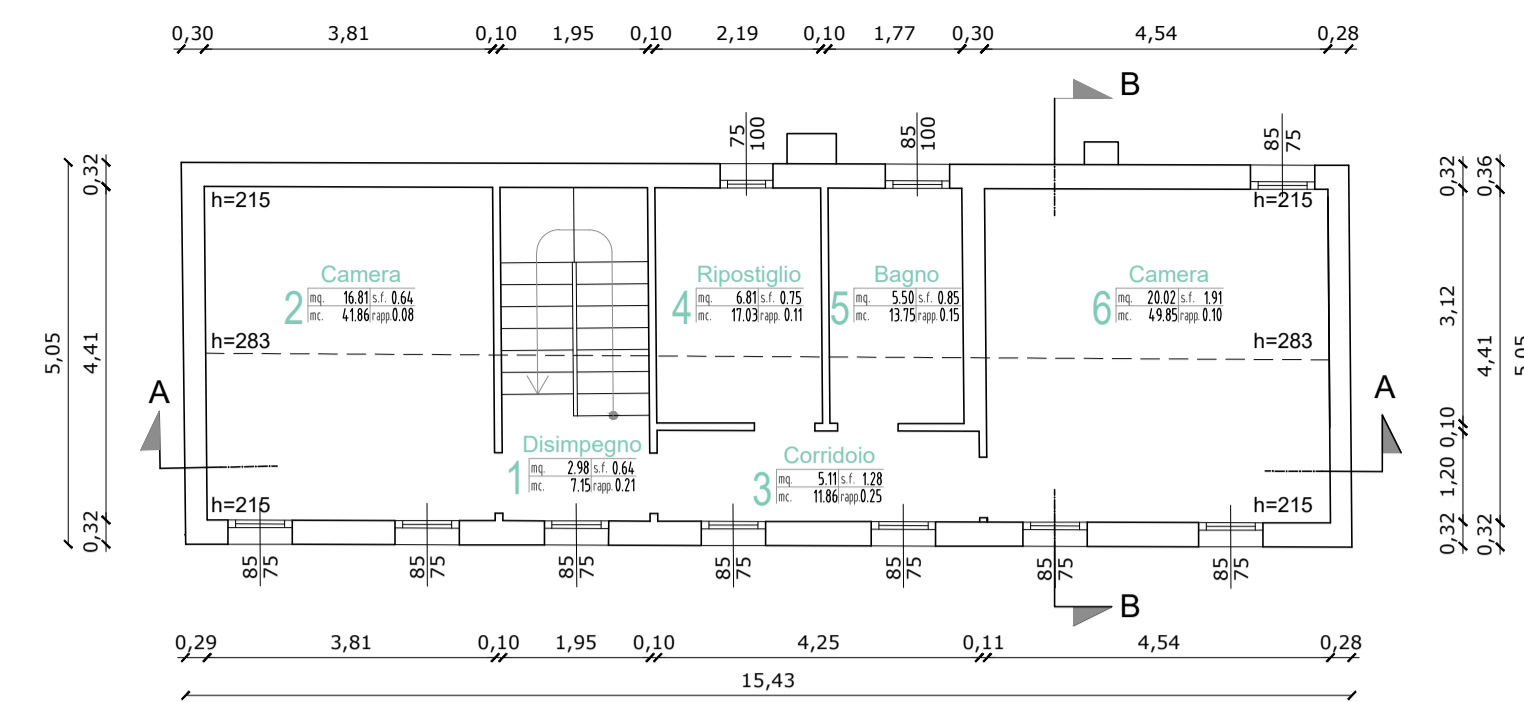 0,30 3,81 0,10 1,95 0,10 2,19 0,10 1,77 0,30 4,54 0,28
B
75 100
85 100
85 75
0,32
0,32 0,36
h=215
h=215
Camera
2 mq. 16.81 s.f. 0.64
mc. 41.86 rapp. 0.08
Ripostiglio
4 mq. 6.81 s.f. 0.75
mc. 17.03 rapp. 0.11
Bagno
5 mq. 5.50 s.f. 0.85
mc. 13.75 rapp. 0.15
Camera
6 mq. 20.02 s.f. 1.91
mc. 49.85 rapp. 0.10
3,12
h=283
h=283
5,05 4,41
4,41 5,05
A
A
0,10
Disimpegno
1 mq. 2.98 s.f. 0.64
mc. 7.15 rapp. 0.21
Corridoio
3 mq. 5.11 s.f. 1.28
mc. 11.86 rapp. 0.25
1,20
h=215
h=215
0,32
0,32 0,32
85 75
85 75
85 75
85 75
85 75
85 75
85 75
B
0,29 3,81 0,10 1,95 0,10 4,25 0,11 4,54 0,28
15,43